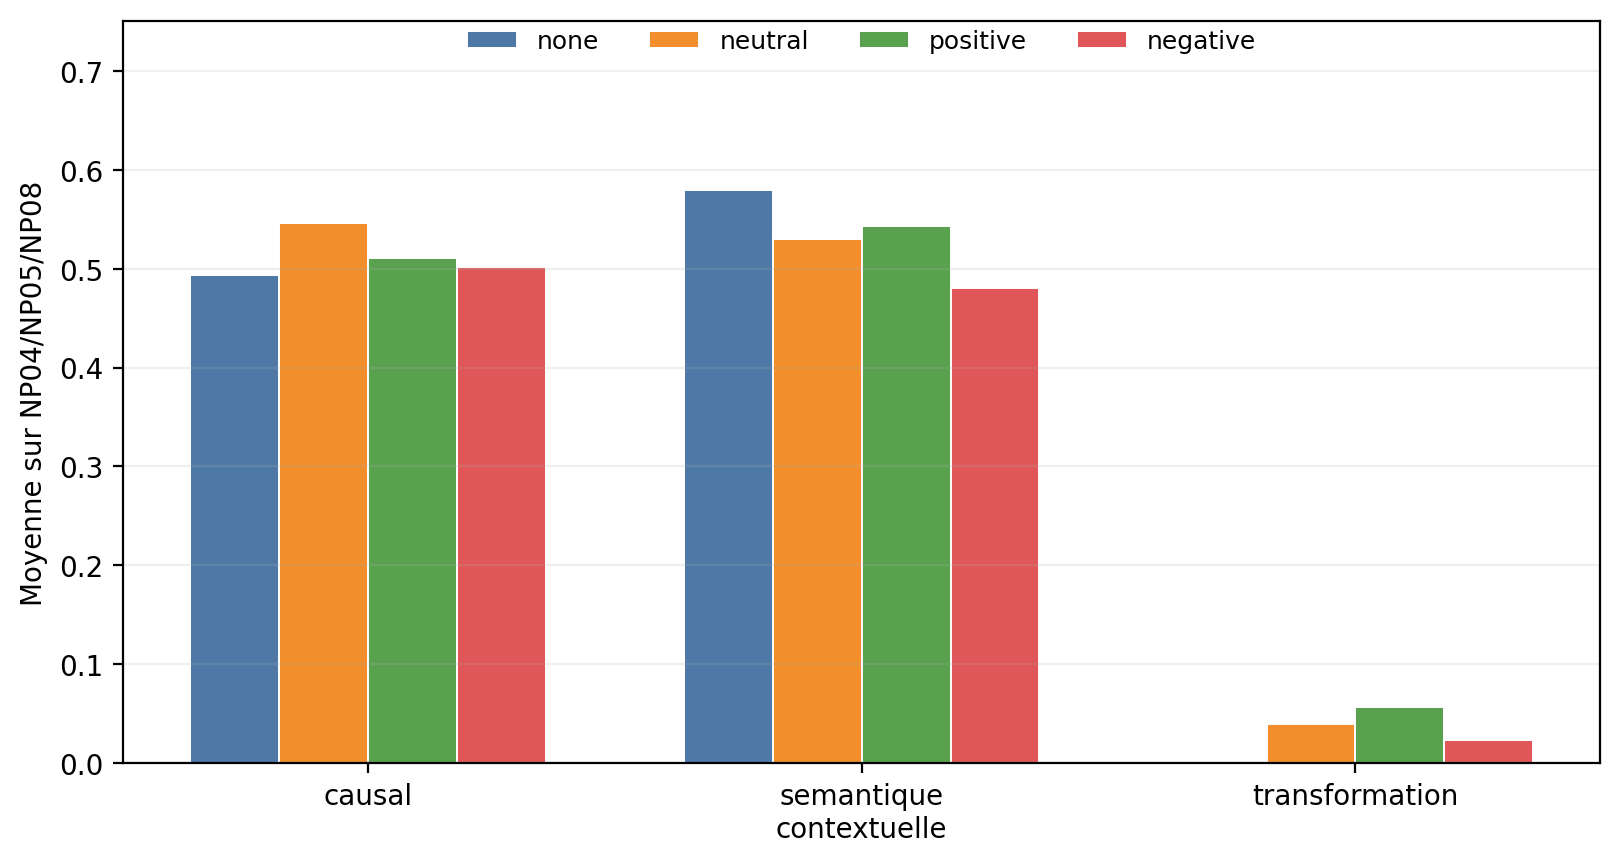 none neutral positive negative
Moyenne sur NP04/NP05/NP08
0.7
0.6
0.5
0.4
0.3
0.2
0.1
0.0
causal
semantique
contextuelle
transformation